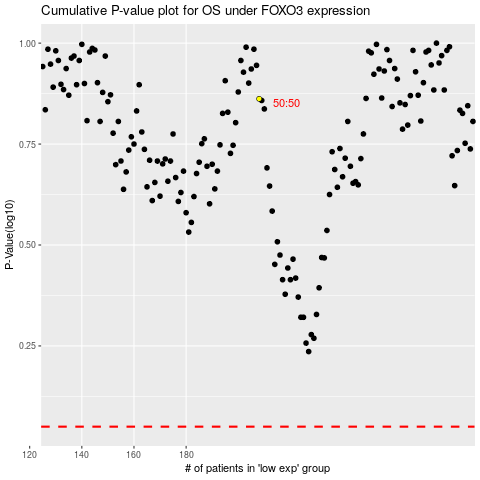 Cumulative P-value plot for OS under FOXO3 expression
1.00
50:50
0.75
P-Value(log10)
0.50
0.25
120 140 160 180
# of patients in 'low exp' group